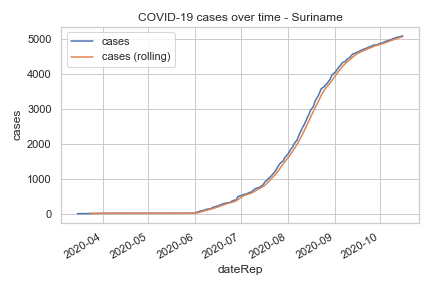 COVID-19 cases over time - Suriname
cases
cases (rolling)
5000
4000
3000
2000
1000
0
cases
2020-04
2020-05
2020-06
2020-07
2020-08
2020-09
2020-10
dateRep